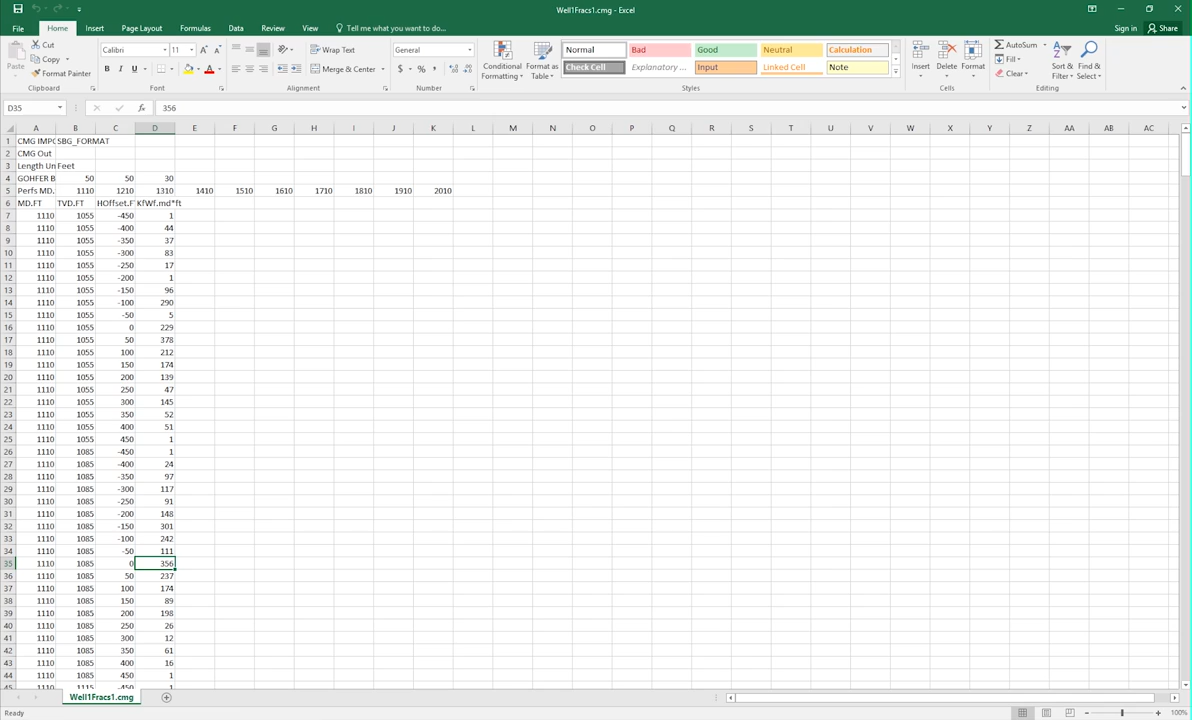 Well1Fracs1.cmg - Excel
File Home Insert Page Layout Formulas Data Review View Tell me what you want to do... Sign in Share
Paste Cut Copy Format Painter Clipboard
Calibri 11 Font
Wrap Text Merge & Center Alignment
General Number
Conditional Formatting Format as Table
Normal Bad Good Neutral Calculation
Check Cell Explanatory ... Input Linked Cell Note
Styles
Insert Delete Format Cells
AutoSum Fill Clear Sort & Filter Find & Select Editing
D35 356
A B C D E F G H I J K L M N O P Q R S T U V W X Y Z AA AB AC
1 CMG IMPC SBG_FORMAT
2 CMG Out
3 Length Un Feet
4 GOHFER B 50 50 30
5 Perfs MD. 1110 1210 1310 1410 1510 1610 1710 1810 1910 2010
6 MD.FT TVD.FT HOffset.F KfWf.md*ft
7 1110 1055 -450 1
8 1110 1055 -400 44
9 1110 1055 -350 37
10 1110 1055 -300 83
11 1110 1055 -250 17
12 1110 1055 -200 1
13 1110 1055 -150 96
14 1110 1055 -100 290
15 1110 1055 -50 5
16 1110 1055 0 229
17 1110 1055 50 378
18 1110 1055 100 212
19 1110 1055 150 174
20 1110 1055 200 139
21 1110 1055 250 47
22 1110 1055 300 145
23 1110 1055 350 52
24 1110 1055 400 51
25 1110 1055 450 1
26 1110 1085 -450 1
27 1110 1085 -400 24
28 1110 1085 -350 97
29 1110 1085 -300 117
30 1110 1085 -250 91
31 1110 1085 -200 148
32 1110 1085 -150 301
33 1110 1085 -100 242
34 1110 1085 -50 111
35 1110 1085 0 356
36 1110 1085 50 237
37 1110 1085 100 174
38 1110 1085 150 89
39 1110 1085 200 198
40 1110 1085 250 26
41 1110 1085 300 12
42 1110 1085 350 61
43 1110 1085 400 16
44 1110 1085 450 1
45 1110 1115 -450 1
Well1Fracs1.cmg
Ready 100%